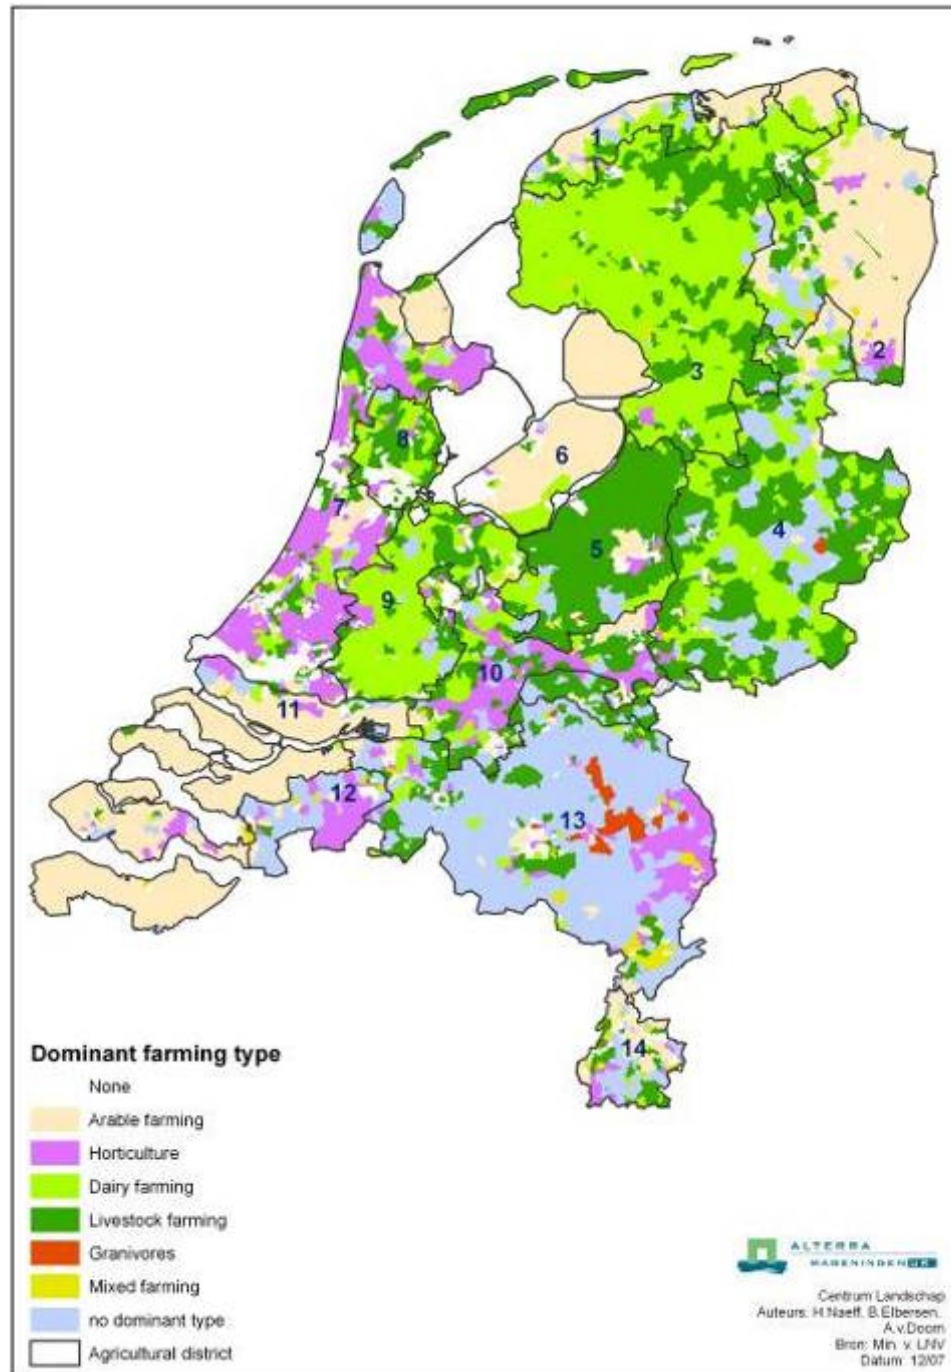 1
2
3
4
5
6
7
8
9
10
11
12
13
14
Dominant farming type
None
Arable farming
Horticulture
Dairy farming
Livestock farming
Granivores
Mixed farming
no dominant type
Agricultural district
ALTERRA
WAGENINGEN UR
Centrum Landschap
Auteurs: H.Naeff, B.Elbersen,
A.v.Doorn
Bron: Min. v. LNV
Datum: 12/07